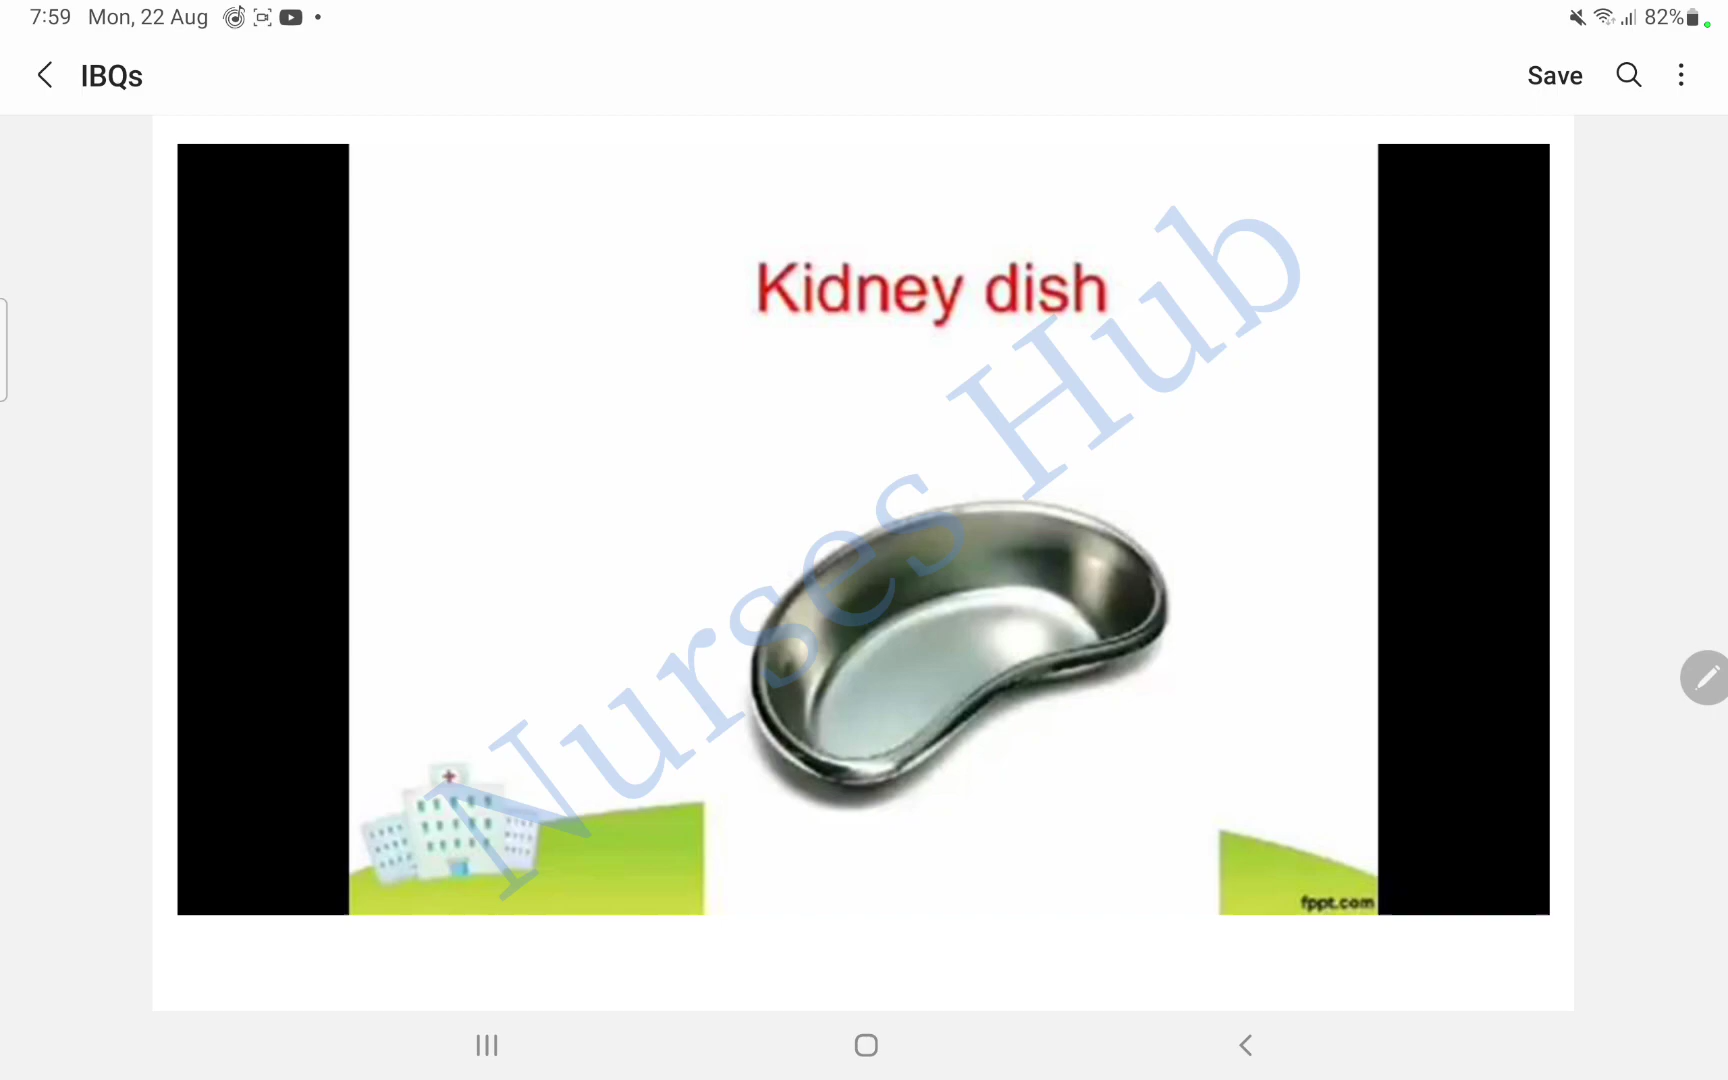 7:59 Mon, 22 Aug
82%
IBQs
Save
Kidney dish
Nurses Hub
fppt.com